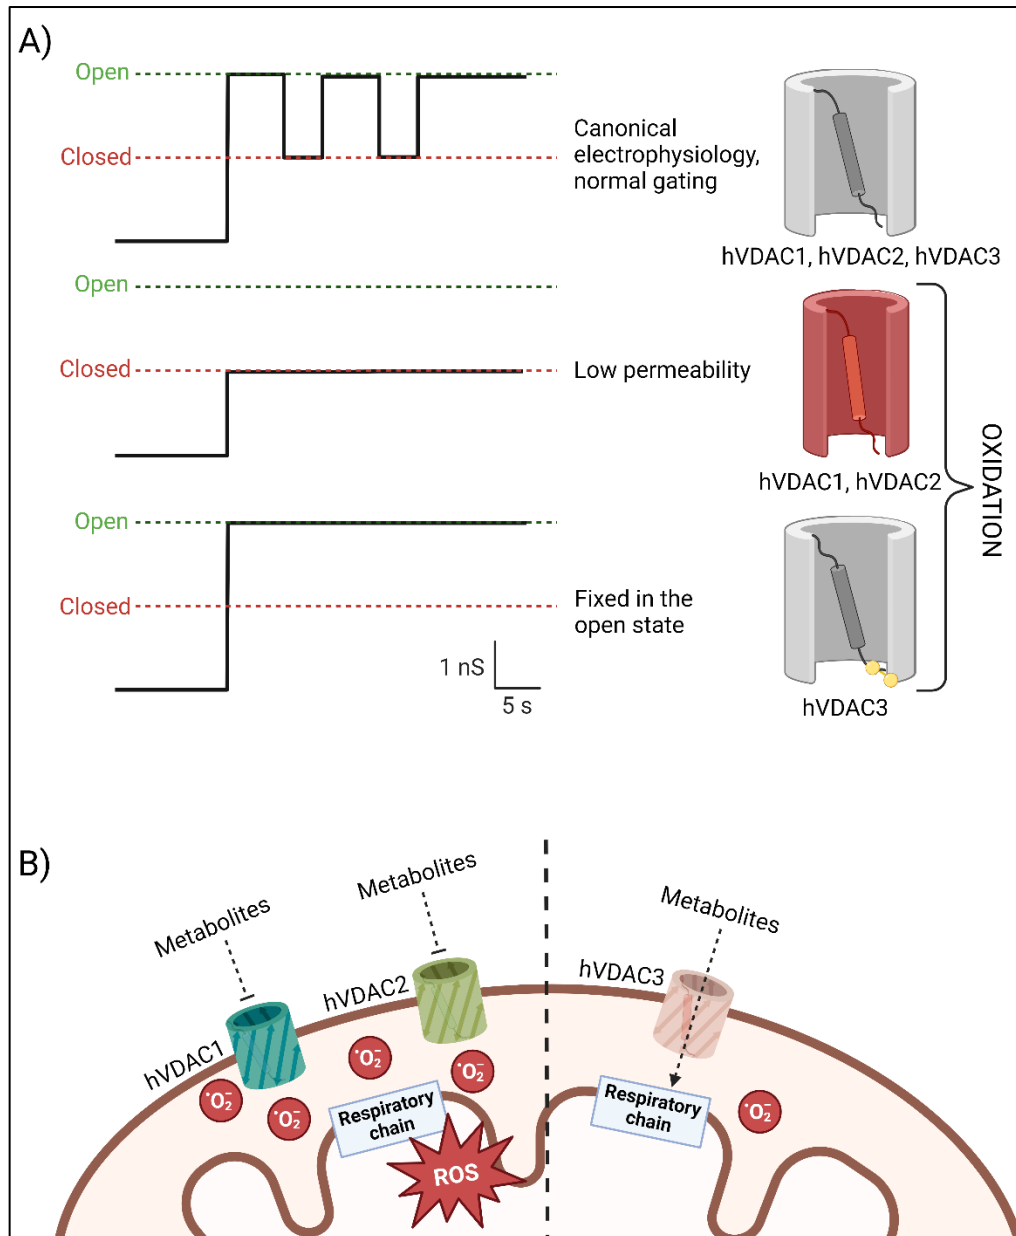 A)
Open
Closed
Canonical
electrophysiology,
normal gating
hVDAC1, hVDAC2, hVDAC3
Open
Closed
Low permeability
hVDAC1, hVDAC2
OXIDATION
Open
Closed
Fixed in the
open state
1 nS
5 s
hVDAC3
B)
Metabolites
Metabolites
Metabolites
hVDAC1
hVDAC2
hVDAC3
·O₂⁻
·O₂⁻
·O₂⁻
·O₂⁻
Respiratory
chain
ROS
Respiratory
chain
·O₂⁻